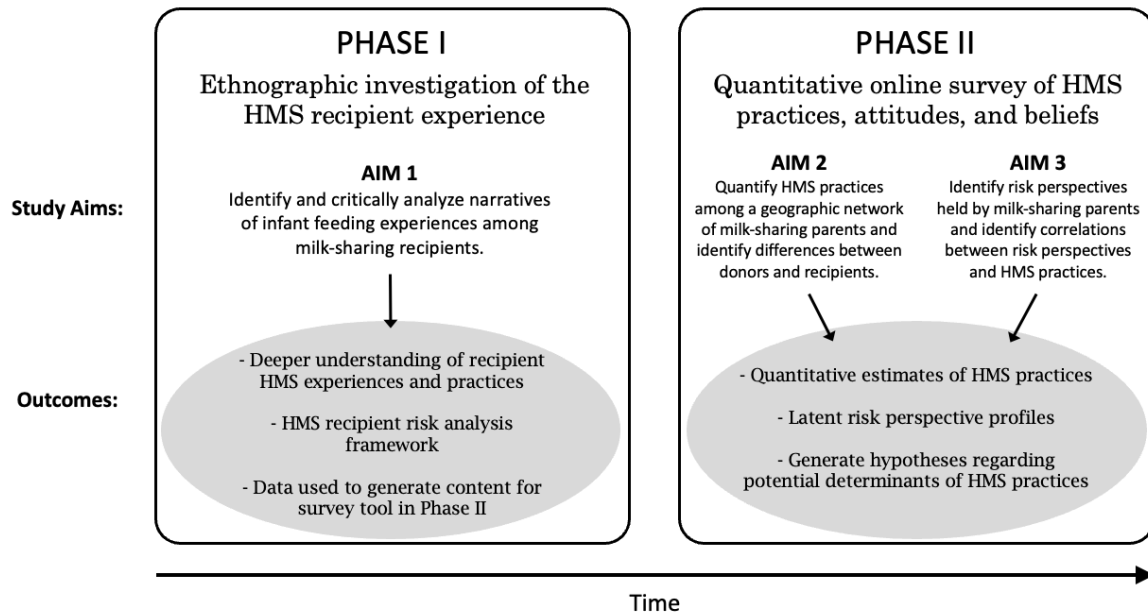 PHASE I
Ethnographic investigation of the
HMS recipient experience
Study Aims:
AIM 1
Identify and critically analyze narratives
of infant feeding experiences among
milk-sharing recipients.
Outcomes:
- Deeper understanding of recipient
HMS experiences and practices
- HMS recipient risk analysis
framework
- Data used to generate content for
survey tool in Phase II
PHASE II
Quantitative online survey of HMS
practices, attitudes, and beliefs
AIM 2
Quantify HMS practices
among a geographic network
of milk-sharing parents and
identify differences between
donors and recipients.
AIM 3
Identify risk perspectives
held by milk-sharing parents
and identify correlations
between risk perspectives
and HMS practices.
- Quantitative estimates of HMS practices
- Latent risk perspective profiles
- Generate hypotheses regarding
potential determinants of HMS practices
Time